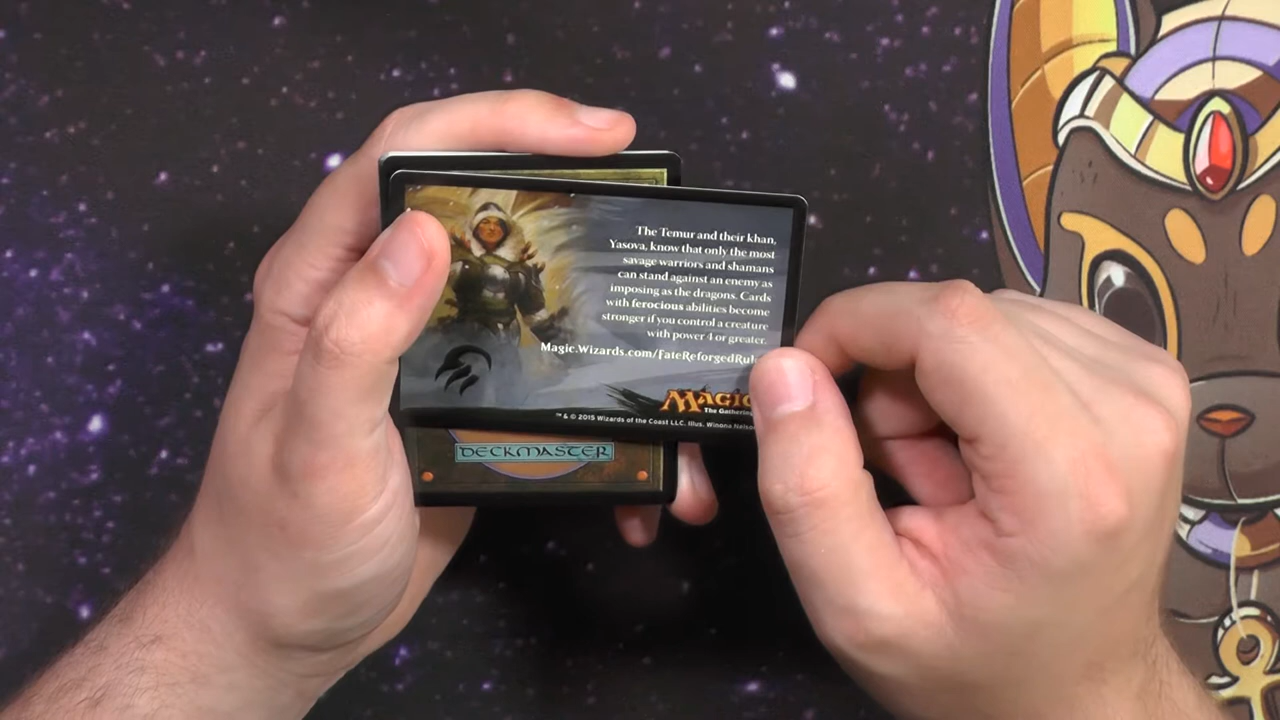 The Temur and their khan,
Yasova, know that only the most
savage warriors and shamans
can stand against an enemy as
imposing as the dragons. Cards
with ferocious abilities become
stronger if you control a creature
with power 4 or greater.
Magic.Wizards.com/FateReforgedRul
Magic
The Gathering
™ & © 2015 Wizards of the Coast LLC. Illus. Winona Nelson
DECKMASTER